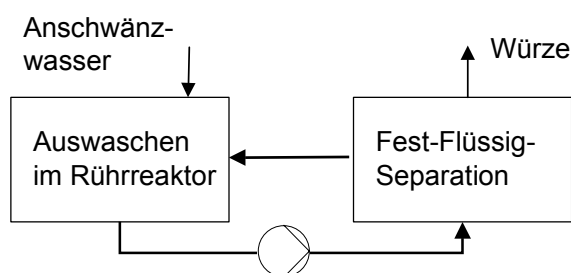 Anschwänz-
wasser
Würze
Auswaschen
im Rührreaktor
Fest-Flüssig-
Separation